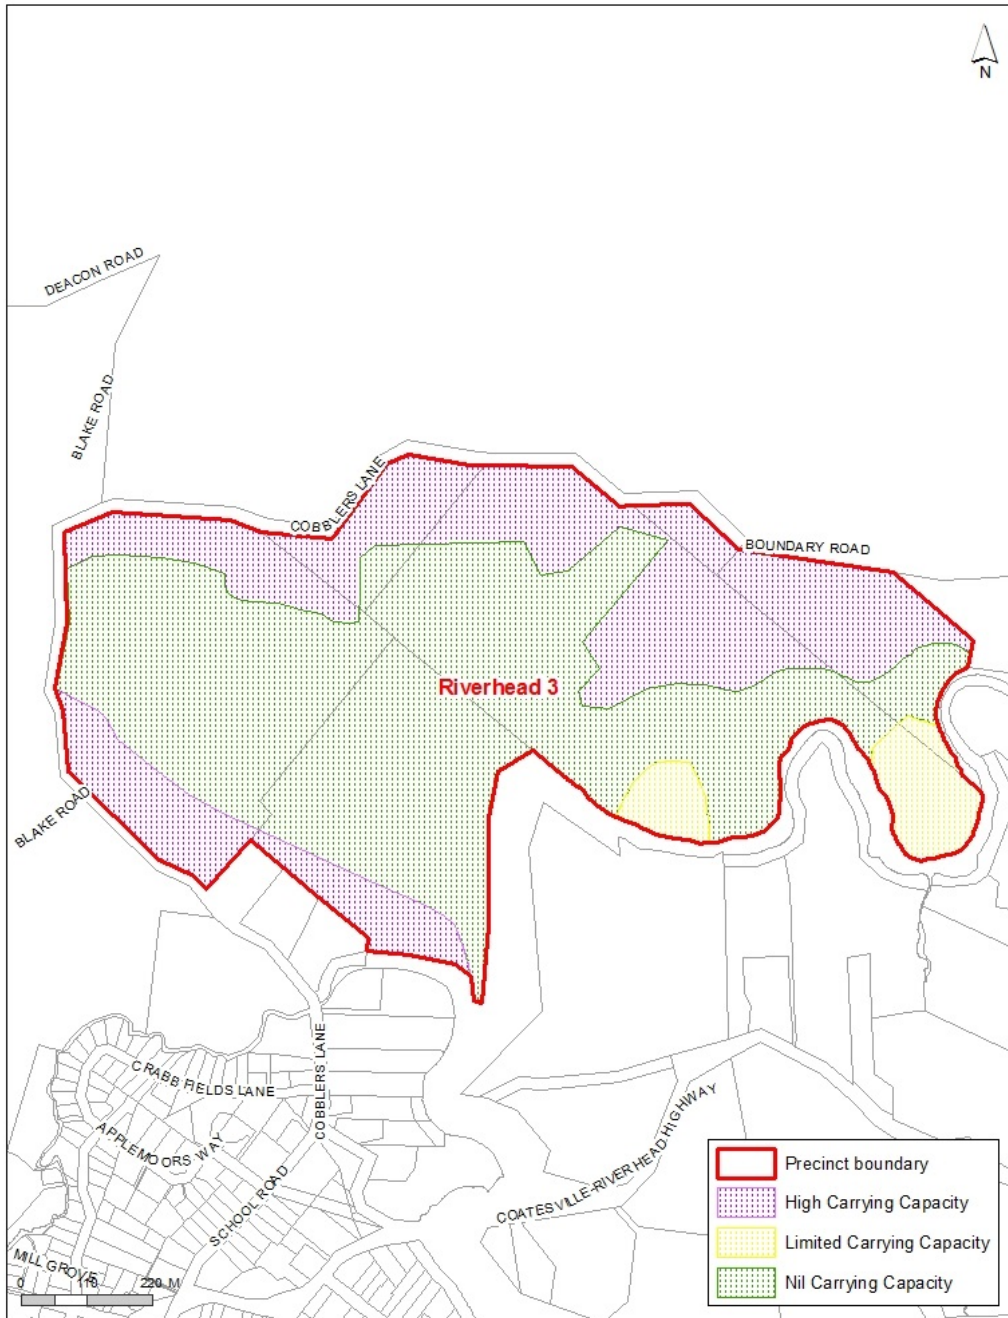 N
DEACON ROAD
BLAKE ROAD
COBBLERS LANE
BOUNDARY ROAD
Riverhead 3
BLAKE ROAD
COBBLERS LANE
CRABB FIELDS LANE
APPLEMOORS WAY
SCHOOL ROAD
COATESVILLE-RIVERHEAD HIGHWAY
MILL GROVE
0 110 220 M
Precinct boundary
High Carrying Capacity
Limited Carrying Capacity
Nil Carrying Capacity